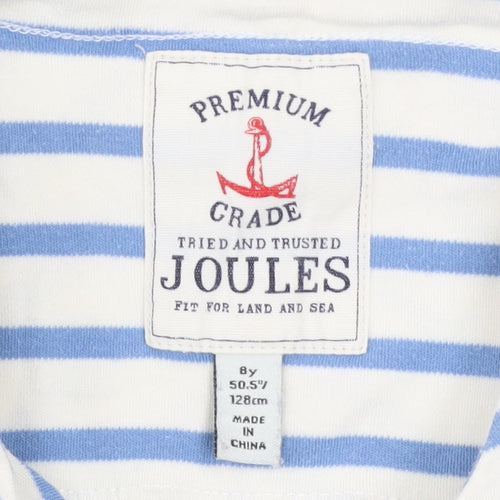 PREMIUM
GRADE
TRIED AND TRUSTED
JOULES
FIT FOR LAND AND SEA
8y
50.5"/
128cm
MADE
IN
CHINA